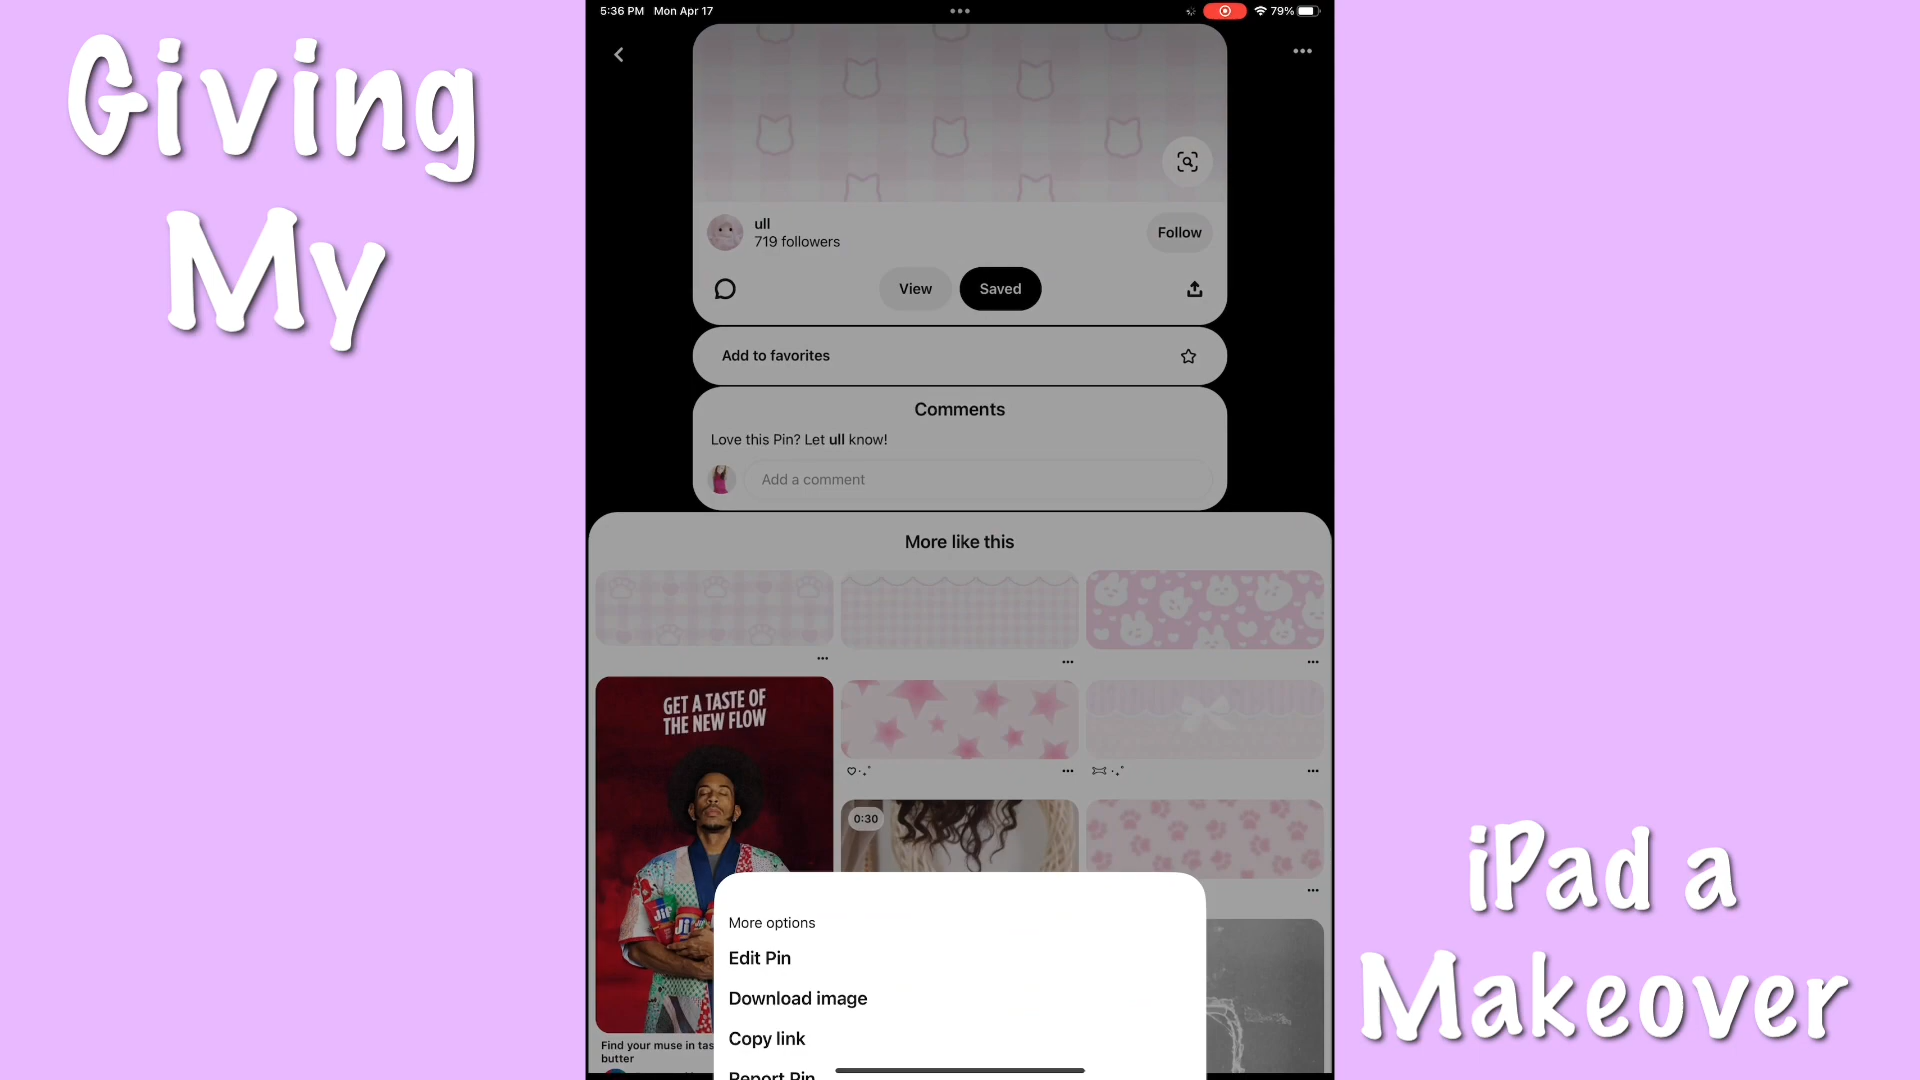 Giving
My
5:36 PM Mon Apr 17
79%
ull
719 followers
Follow
View
Saved
Add to favorites
Comments
Love this Pin? Let ull know!
Add a comment
More like this
GET A TASTE OF
THE NEW FLOW
Jif
Jif
0:30
Find your muse in tas
butter
More options
Edit Pin
Download image
Copy link
Report Pin
iPad a
Makeover